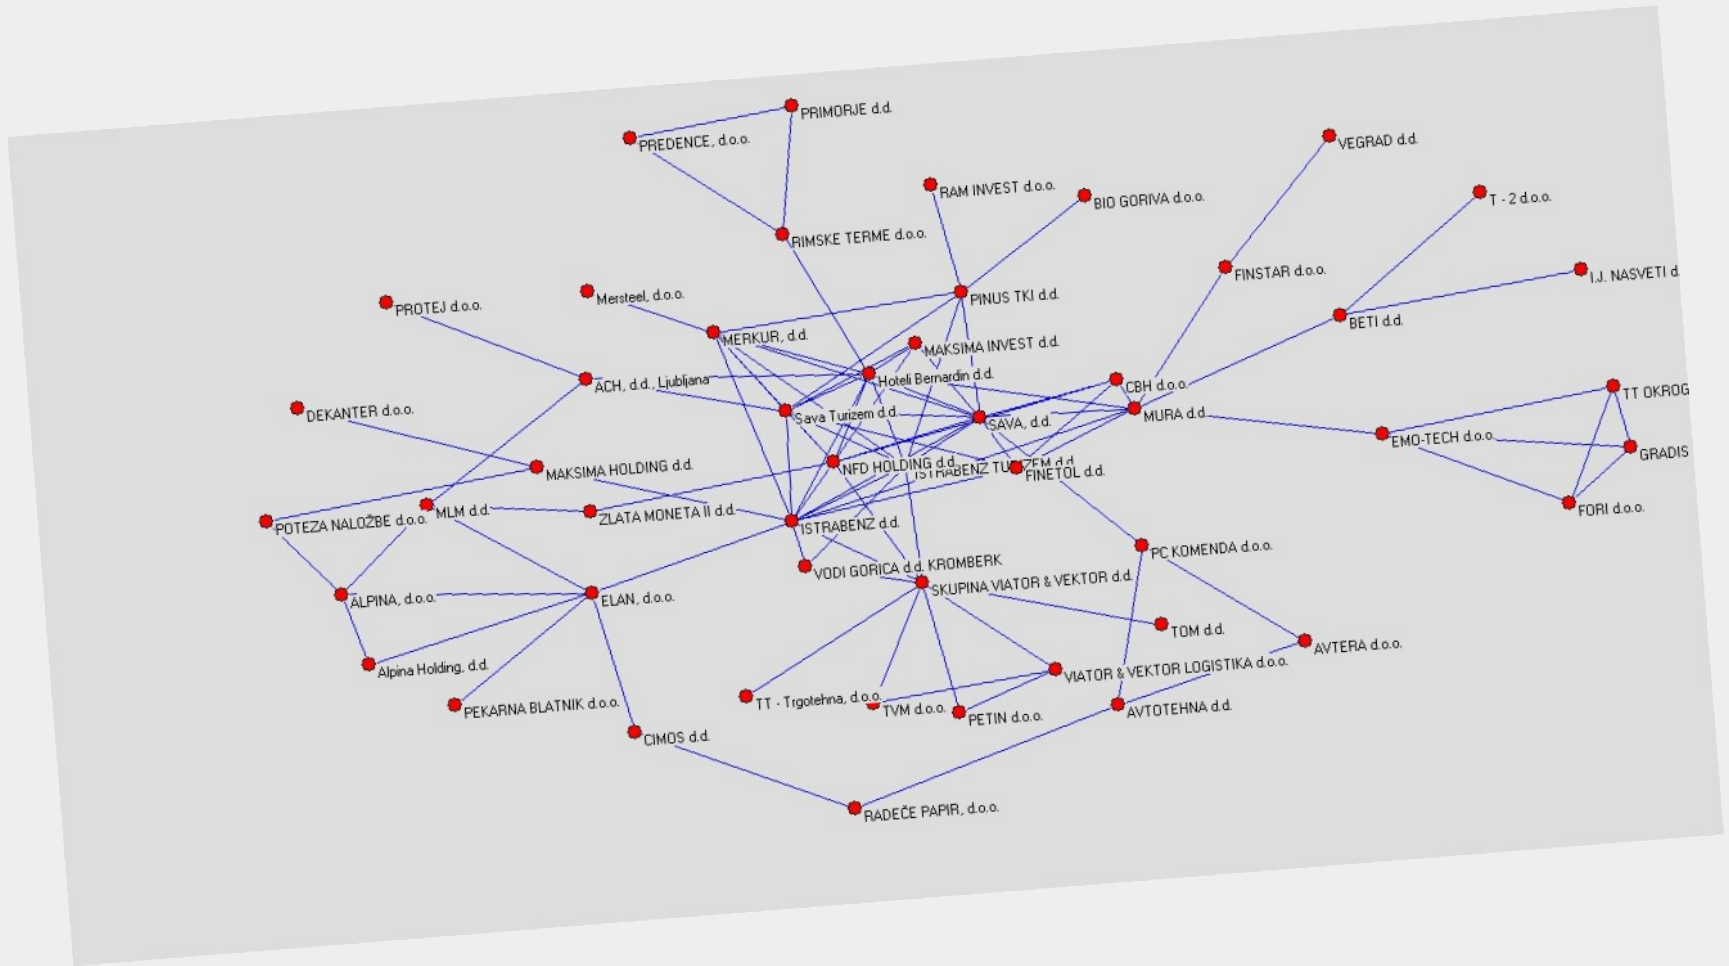 PRIMORJE d.d.
PREDENCE, d.o.o.
VEGRAD d.d.
RAM INVEST d.o.o.
BIO GORIVA d.o.o.
T - 2 d.o.o.
RIMSKE TERME d.o.o.
FINSTAR d.o.o.
I.J. NASVETI d
Mersteel, d.o.o.
PINUS TKI d.d.
PROTEJ d.o.o.
BETI d.d.
MERKUR, d.d.
MAKSIMA INVEST d.d.
ACH, d.d., Ljubljana
Hoteli Bernardin d.d.
CBH d.o.o.
TT OKROG
DEKANTER d.o.o.
Sava Turizem d.d.
SAVA, d.d.
MURA d.d.
EMO-TECH d.o.o.
GRADIS
MAKSIMA HOLDING d.d.
NFD HOLDING d.d.
ISTRABENZ TURIZEM d.d.
FINETOL d.d.
MLM d.d.
ZLATA MONETA II d.d.
FORI d.o.o.
POTEZA NALOŽBE d.o.o.
ISTRABENZ d.d.
PC KOMENDA d.o.o.
VODI GORICA d.d. KROMBERK
SKUPINA VIATOR & VEKTOR d.d.
ALPINA, d.o.o.
ELAN, d.o.o.
TOM d.d.
AVTERA d.o.o.
Alpina Holding, d.d.
VIATOR & VEKTOR LOGISTIKA d.o.o.
PEKARNA BLATNIK d.o.o.
TT - Trgotehna, d.o.o.
TVM d.o.o.
PETIN d.o.o.
AVTOTEHNA d.d.
CIMOS d.d.
RADEČE PAPIR, d.o.o.